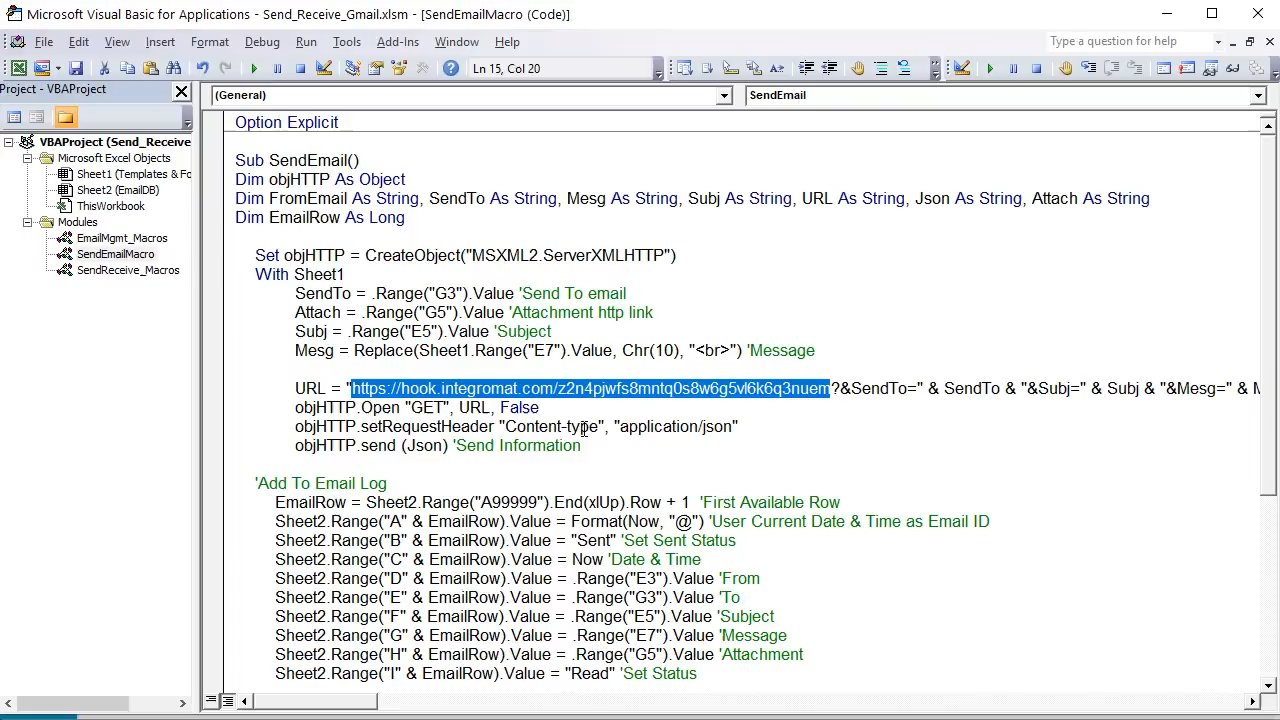 Microsoft Visual Basic for Applications - Send_Receive_Gmail.xlsm - [SendEmailMacro (Code)]
File Edit View Insert Format Debug Run Tools Add-Ins Window Help
Type a question for help
Ln 15, Col 20
Project - VBAProject
(General)
SendEmail
VBAProject (Send_Receive
Microsoft Excel Objects
Sheet1 (Templates & Fo
Sheet2 (EmailDB)
ThisWorkbook
Modules
EmailMgmt_Macros
SendEmailMacro
SendReceive_Macros
Option Explicit
Sub SendEmail()
Dim objHTTP As Object
Dim FromEmail As String, SendTo As String, Mesg As String, Subj As String, URL As String, Json As String, Attach As String
Dim EmailRow As Long
Set objHTTP = CreateObject("MSXML2.ServerXMLHTTP")
With Sheet1
SendTo = .Range("G3").Value 'Send To email
Attach = .Range("G5").Value 'Attachment http link
Subj = .Range("E5").Value 'Subject
Mesg = Replace(Sheet1.Range("E7").Value, Chr(10), "<br>") 'Message
URL = "https://hook.integromat.com/z2n4pjwfs8mntq0s8w6g5vl6k6q3nuem?&SendTo=" & SendTo & "&Subj=" & Subj & "&Mesg=" & M
objHTTP.Open "GET", URL, False
objHTTP.setRequestHeader "Content-type", "application/json"
objHTTP.send (Json) 'Send Information
'Add To Email Log
EmailRow = Sheet2.Range("A99999").End(xlUp).Row + 1 'First Available Row
Sheet2.Range("A" & EmailRow).Value = Format(Now, "@") 'User Current Date & Time as Email ID
Sheet2.Range("B" & EmailRow).Value = "Sent" 'Set Sent Status
Sheet2.Range("C" & EmailRow).Value = Now 'Date & Time
Sheet2.Range("D" & EmailRow).Value = .Range("E3").Value 'From
Sheet2.Range("E" & EmailRow).Value = .Range("G3").Value 'To
Sheet2.Range("F" & EmailRow).Value = .Range("E5").Value 'Subject
Sheet2.Range("G" & EmailRow).Value = .Range("E7").Value 'Message
Sheet2.Range("H" & EmailRow).Value = .Range("G5").Value 'Attachment
Sheet2.Range("I" & EmailRow).Value = "Read" 'Set Status